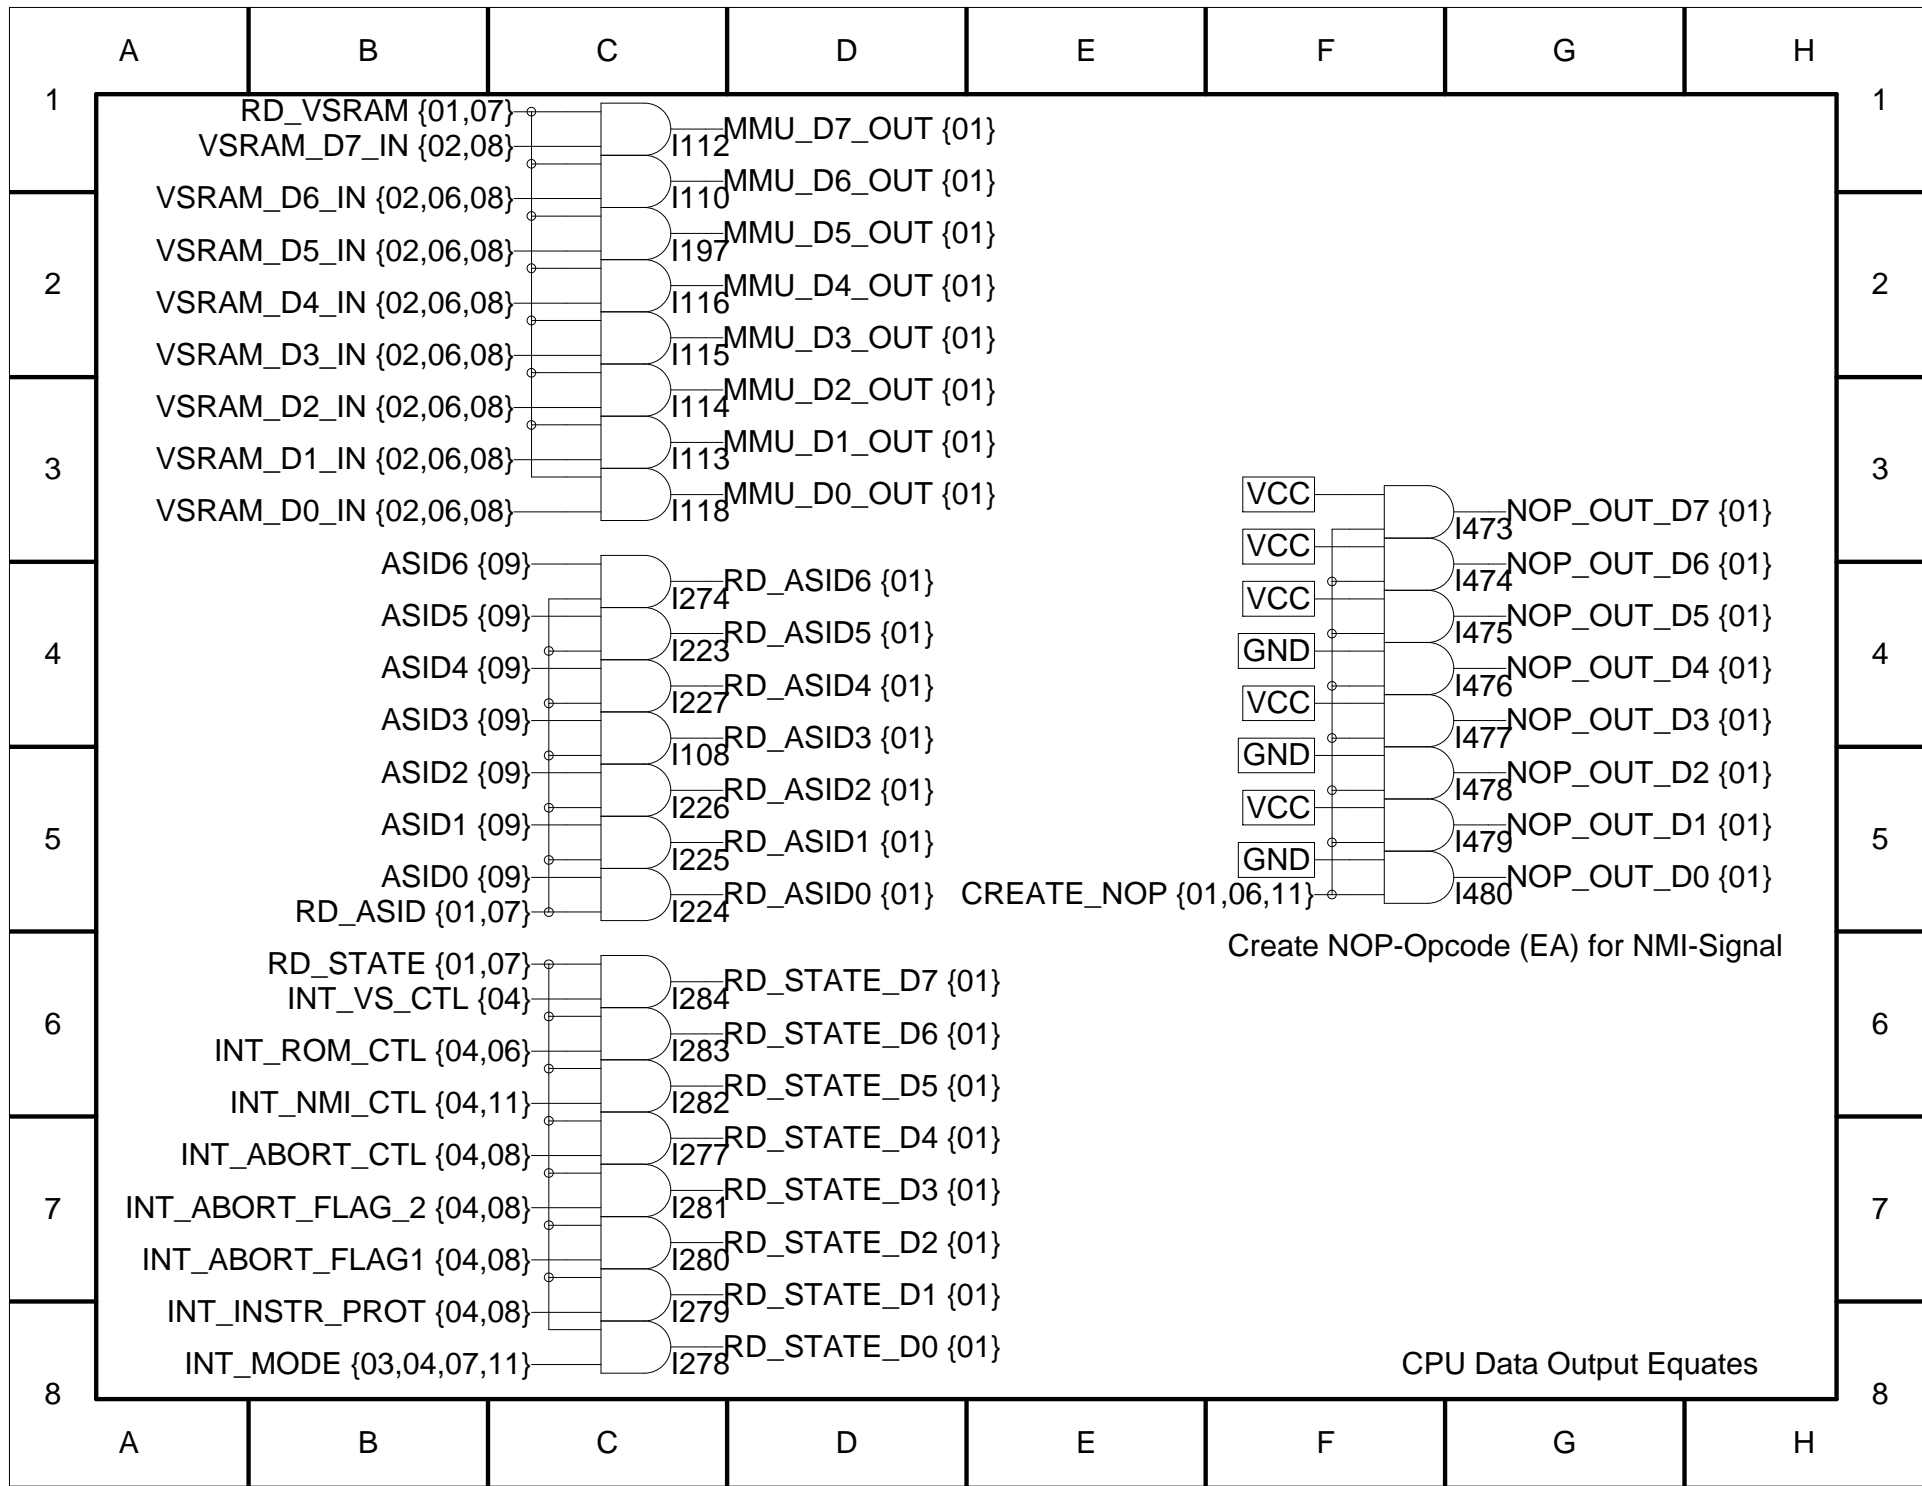 A B C D E F G H
1 1
RD_VSRAM {01,07}
VSRAM_D7_IN {02,08}
I112
MMU_D7_OUT {01}
VSRAM_D6_IN {02,06,08}
I110
MMU_D6_OUT {01}
VSRAM_D5_IN {02,06,08}
I197
MMU_D5_OUT {01}
2 2
VSRAM_D4_IN {02,06,08}
I116
MMU_D4_OUT {01}
VSRAM_D3_IN {02,06,08}
I115
MMU_D3_OUT {01}
VSRAM_D2_IN {02,06,08}
I114
MMU_D2_OUT {01}
VSRAM_D1_IN {02,06,08}
I113
MMU_D1_OUT {01}
3 3
VSRAM_D0_IN {02,06,08}
I118
MMU_D0_OUT {01}
ASID6 {09}
I274
RD_ASID6 {01}
ASID5 {09}
I223
RD_ASID5 {01}
4 4
ASID4 {09}
I227
RD_ASID4 {01}
ASID3 {09}
I108
RD_ASID3 {01}
ASID2 {09}
I226
RD_ASID2 {01}
ASID1 {09}
I225
RD_ASID1 {01}
5 5
ASID0 {09}
RD_ASID {01,07}
I224
RD_ASID0 {01}
VCC
I473
NOP_OUT_D7 {01}
VCC
I474
NOP_OUT_D6 {01}
VCC
I475
NOP_OUT_D5 {01}
GND
I476
NOP_OUT_D4 {01}
VCC
I477
NOP_OUT_D3 {01}
GND
I478
NOP_OUT_D2 {01}
VCC
I479
NOP_OUT_D1 {01}
GND
CREATE_NOP {01,06,11}
I480
NOP_OUT_D0 {01}
Create NOP-Opcode (EA) for NMI-Signal
RD_STATE {01,07}
INT_VS_CTL {04}
I284
RD_STATE_D7 {01}
6 6
INT_ROM_CTL {04,06}
I283
RD_STATE_D6 {01}
INT_NMI_CTL {04,11}
I282
RD_STATE_D5 {01}
INT_ABORT_CTL {04,08}
I277
RD_STATE_D4 {01}
7 7
INT_ABORT_FLAG_2 {04,08}
I281
RD_STATE_D3 {01}
INT_ABORT_FLAG1 {04,08}
I280
RD_STATE_D2 {01}
INT_INSTR_PROT {04,08}
I279
RD_STATE_D1 {01}
INT_MODE {03,04,07,11}
I278
RD_STATE_D0 {01}
CPU Data Output Equates
8 8
A B C D E F G H